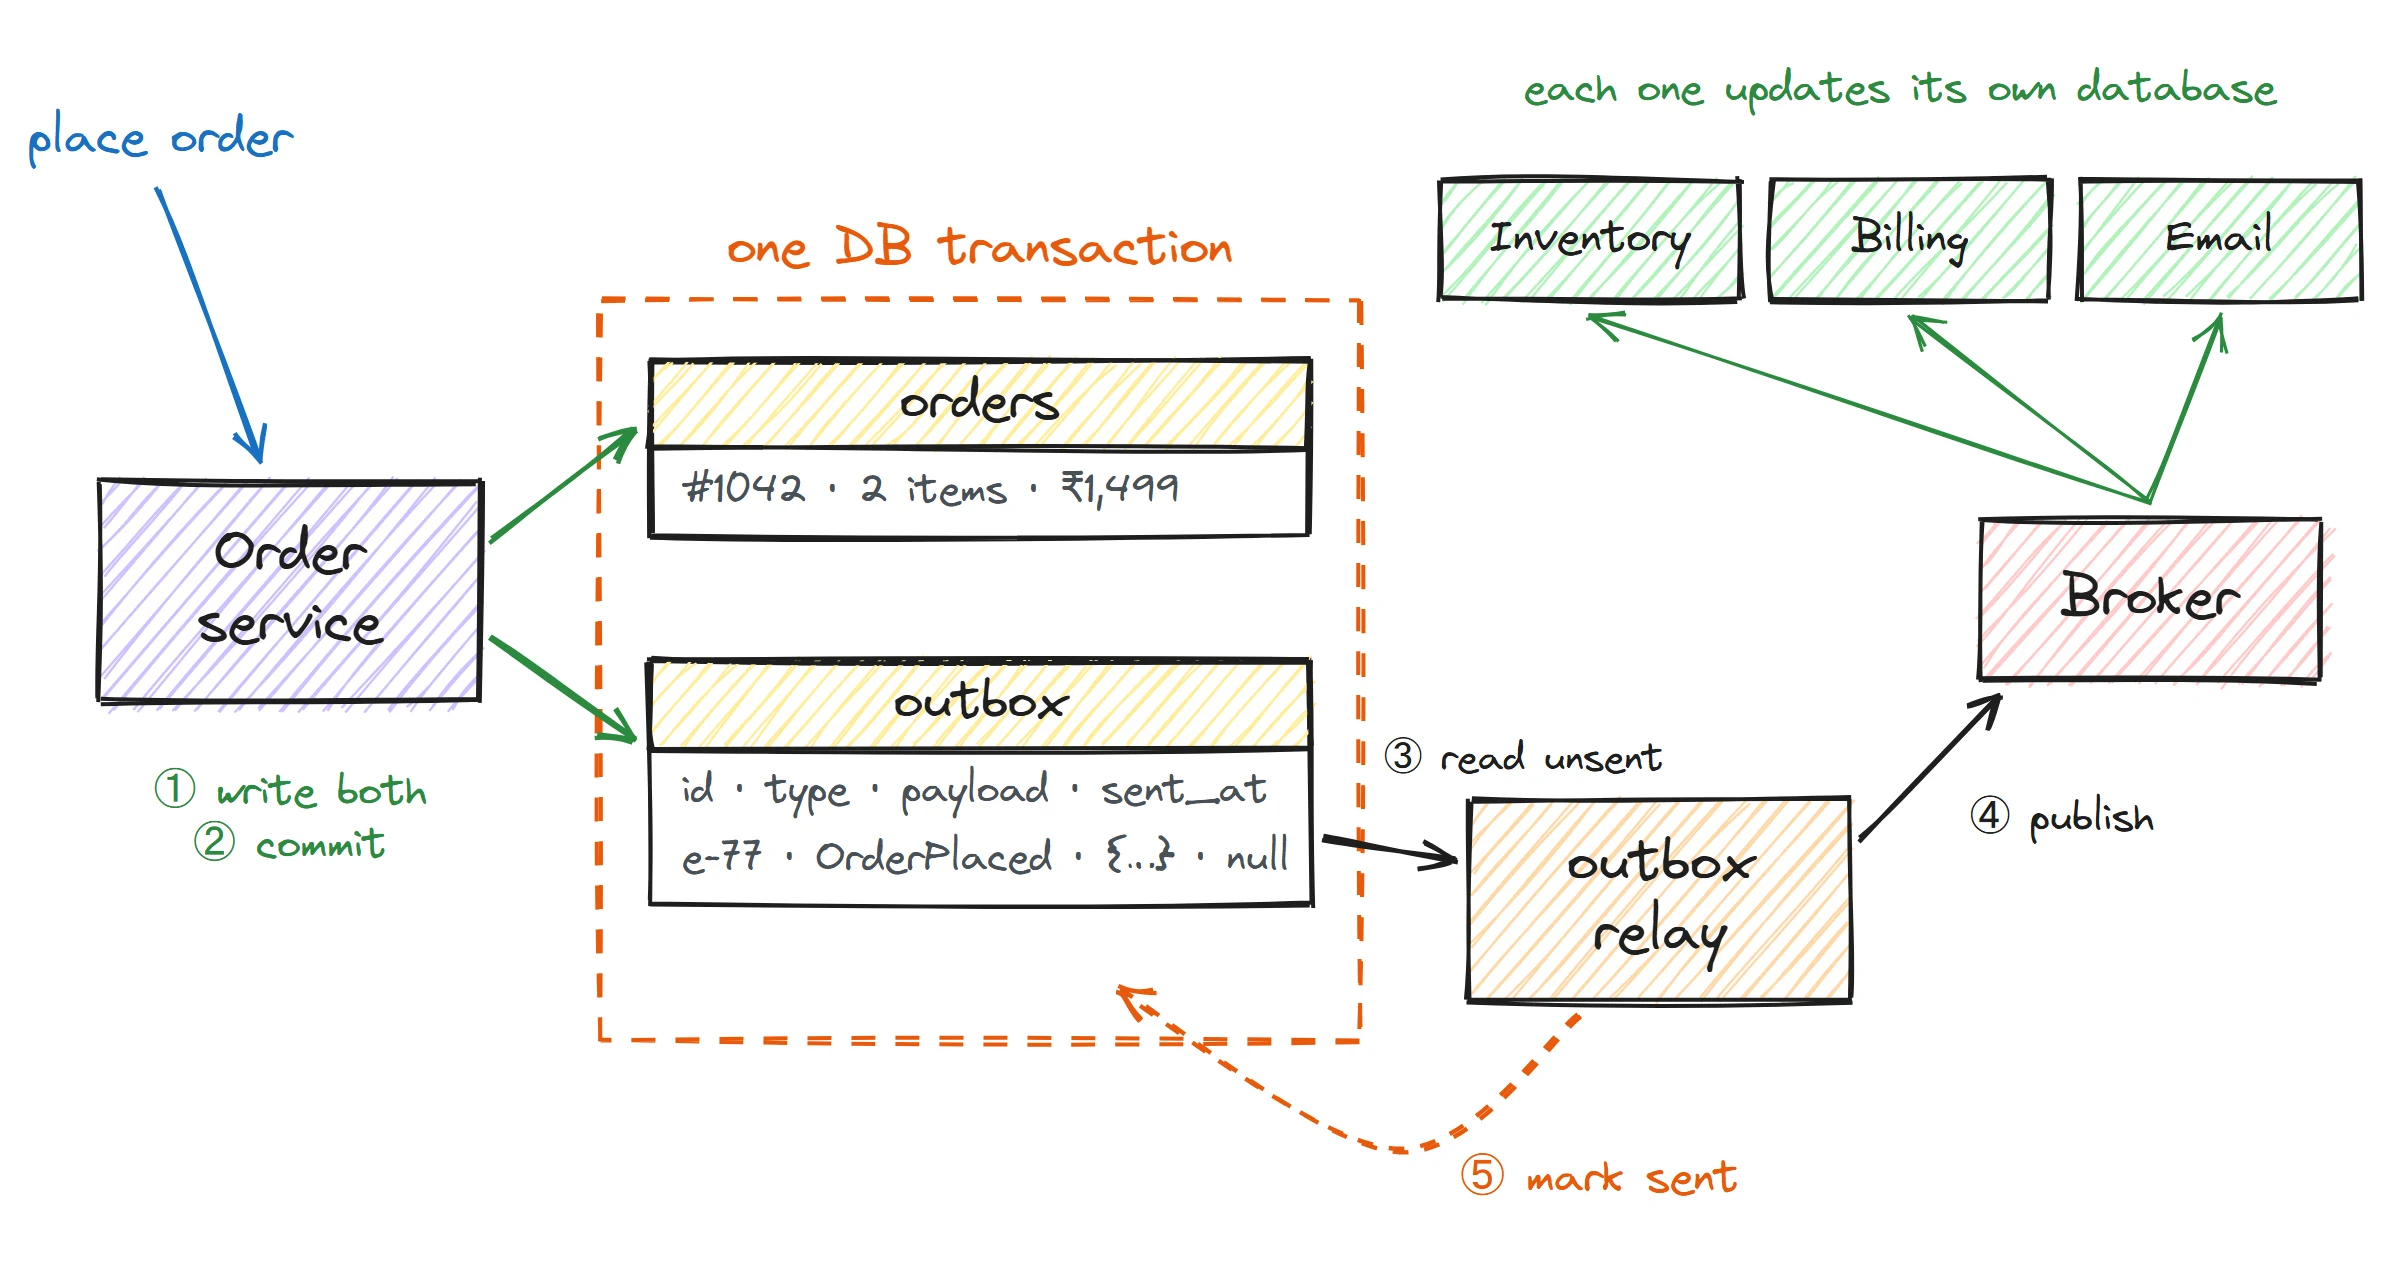 each one updates its own database
place order
Inventory
Billing
Email
one DB transaction
orders
#1042 · 2 items · ₹1,499
Order
service
Broker
outbox
id · type · payload · sent_at
e-77 · OrderPlaced · {...} · null
① write both
② commit
③ read unsent
④ publish
outbox
relay
⑤ mark sent